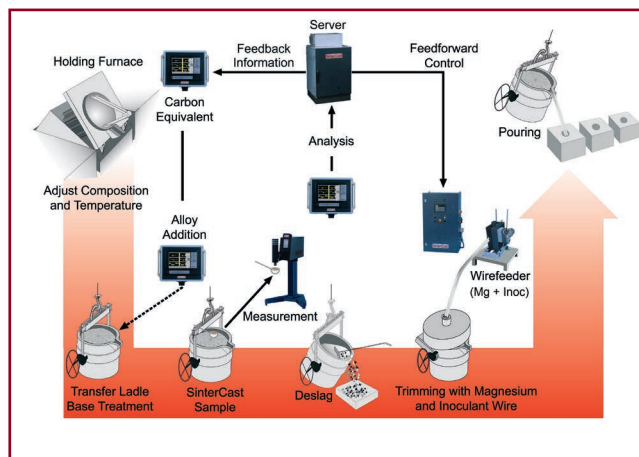 Server
Holding Furnace
Feedback
Information
Feedforward
Control
Carbon
Equivalent
Pouring
Analysis
Adjust Composition
and Temperature
Alloy
Addition
Wirefeeder
(Mg + Inoc)
Measurement
Transfer Ladle
Base Treatment
SinterCast
Sample
Deslag
Trimming with Magnesium
and Inoculant Wire